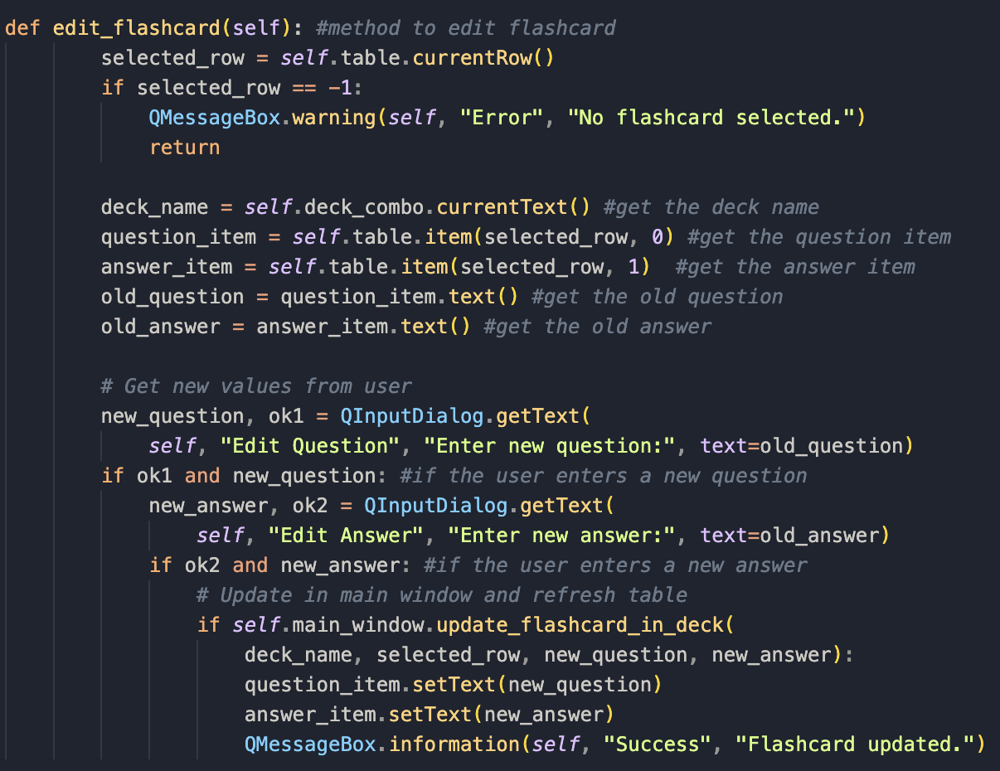 def edit_flashcard(self): #method to edit flashcard
        selected_row = self.table.currentRow()
        if selected_row == -1:
            QMessageBox.warning(self, "Error", "No flashcard selected.")
            return

        deck_name = self.deck_combo.currentText() #get the deck name
        question_item = self.table.item(selected_row, 0) #get the question item
        answer_item = self.table.item(selected_row, 1)  #get the answer item
        old_question = question_item.text() #get the old question
        old_answer = answer_item.text() #get the old answer

        # Get new values from user
        new_question, ok1 = QInputDialog.getText(
            self, "Edit Question", "Enter new question:", text=old_question)
        if ok1 and new_question: #if the user enters a new question
            new_answer, ok2 = QInputDialog.getText(
                self, "Edit Answer", "Enter new answer:", text=old_answer)
            if ok2 and new_answer: #if the user enters a new answer
                # Update in main window and refresh table
                if self.main_window.update_flashcard_in_deck(
                    deck_name, selected_row, new_question, new_answer):
                    question_item.setText(new_question)
                    answer_item.setText(new_answer)
                    QMessageBox.information(self, "Success", "Flashcard updated.")